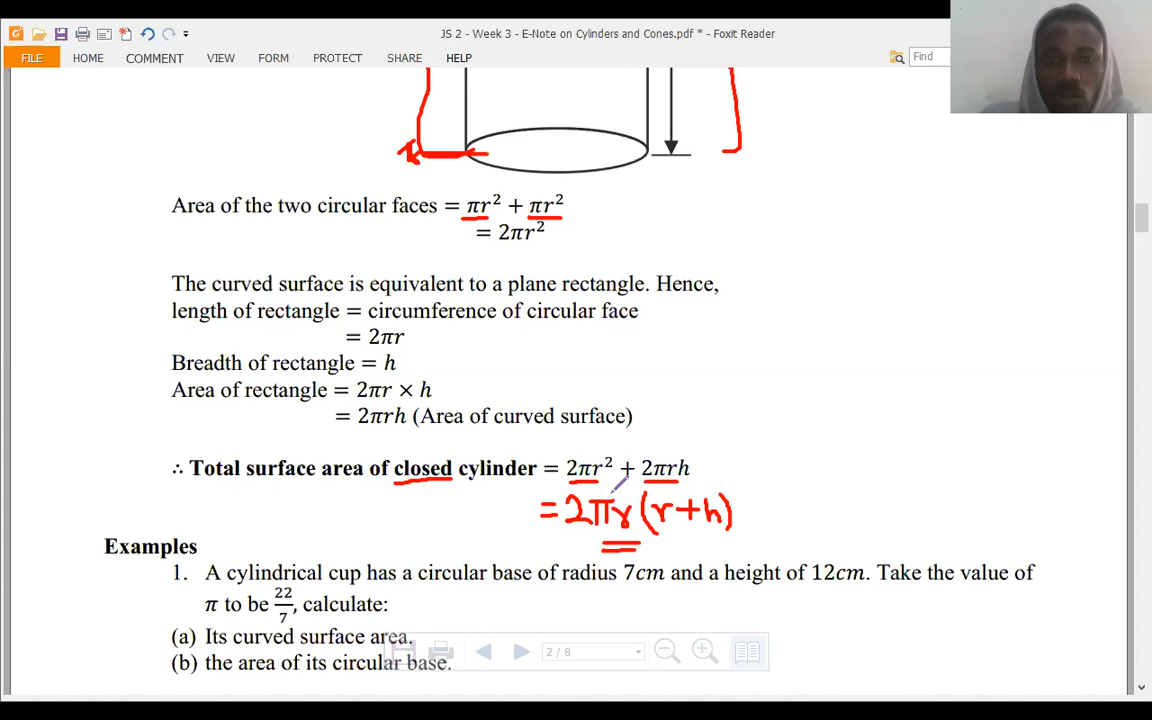 JS 2 - Week 3 - E-Note on Cylinders and Cones.pdf * - Foxit Reader
FILE HOME COMMENT VIEW FORM PROTECT SHARE HELP Find
Area of the two circular faces = πr² + πr²
= 2πr²
The curved surface is equivalent to a plane rectangle. Hence,
length of rectangle = circumference of circular face
= 2πr
Breadth of rectangle = h
Area of rectangle = 2πr × h
= 2πrh (Area of curved surface)
∴ Total surface area of closed cylinder = 2πr² + 2πrh
= 2πr(r+h)
Examples
1. A cylindrical cup has a circular base of radius 7cm and a height of 12cm. Take the value of
π to be 22/7, calculate:
(a) Its curved surface area.
(b) the area of its circular base.
2 / 8